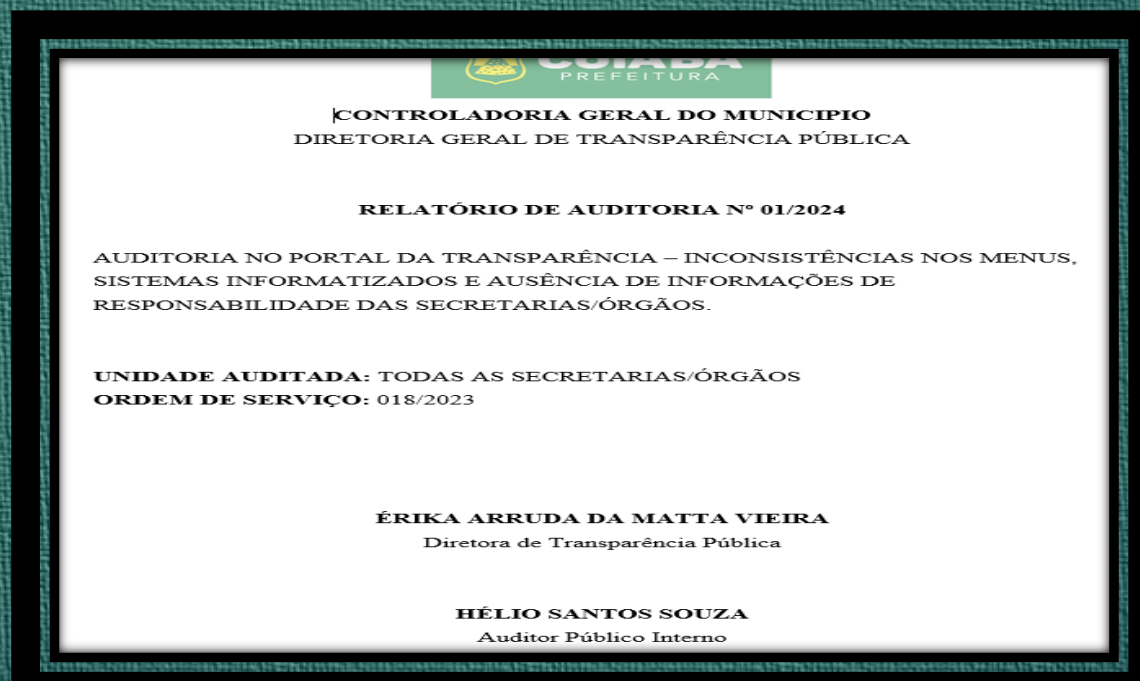 CUIABÁ
PREFEITURA
CONTROLADORIA GERAL DO MUNICIPIO
DIRETORIA GERAL DE TRANSPARÊNCIA PÚBLICA
RELATÓRIO DE AUDITORIA Nº 01/2024
AUDITORIA NO PORTAL DA TRANSPARÊNCIA – INCONSISTÊNCIAS NOS MENUS,
SISTEMAS INFORMATIZADOS E AUSÊNCIA DE INFORMAÇÕES DE
RESPONSABILIDADE DAS SECRETARIAS/ÓRGÃOS.
UNIDADE AUDITADA: TODAS AS SECRETARIAS/ÓRGÃOS
ORDEM DE SERVIÇO: 018/2023
ÉRIKA ARRUDA DA MATTA VIEIRA
Diretora de Transparência Pública
HÉLIO SANTOS SOUZA
Auditor Público Interno